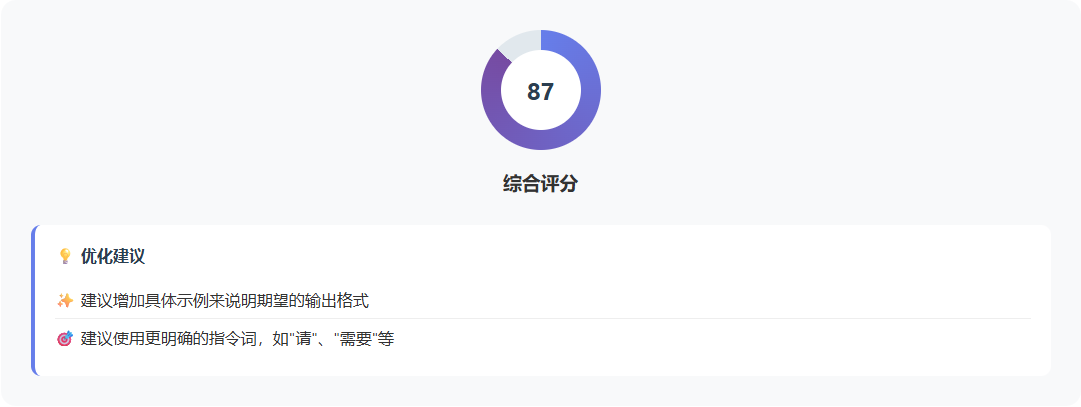 87
综合评分
💡 优化建议
✨ 建议增加具体示例来说明期望的输出格式
🎯 建议使用更明确的指令词，如"请"、"需要"等